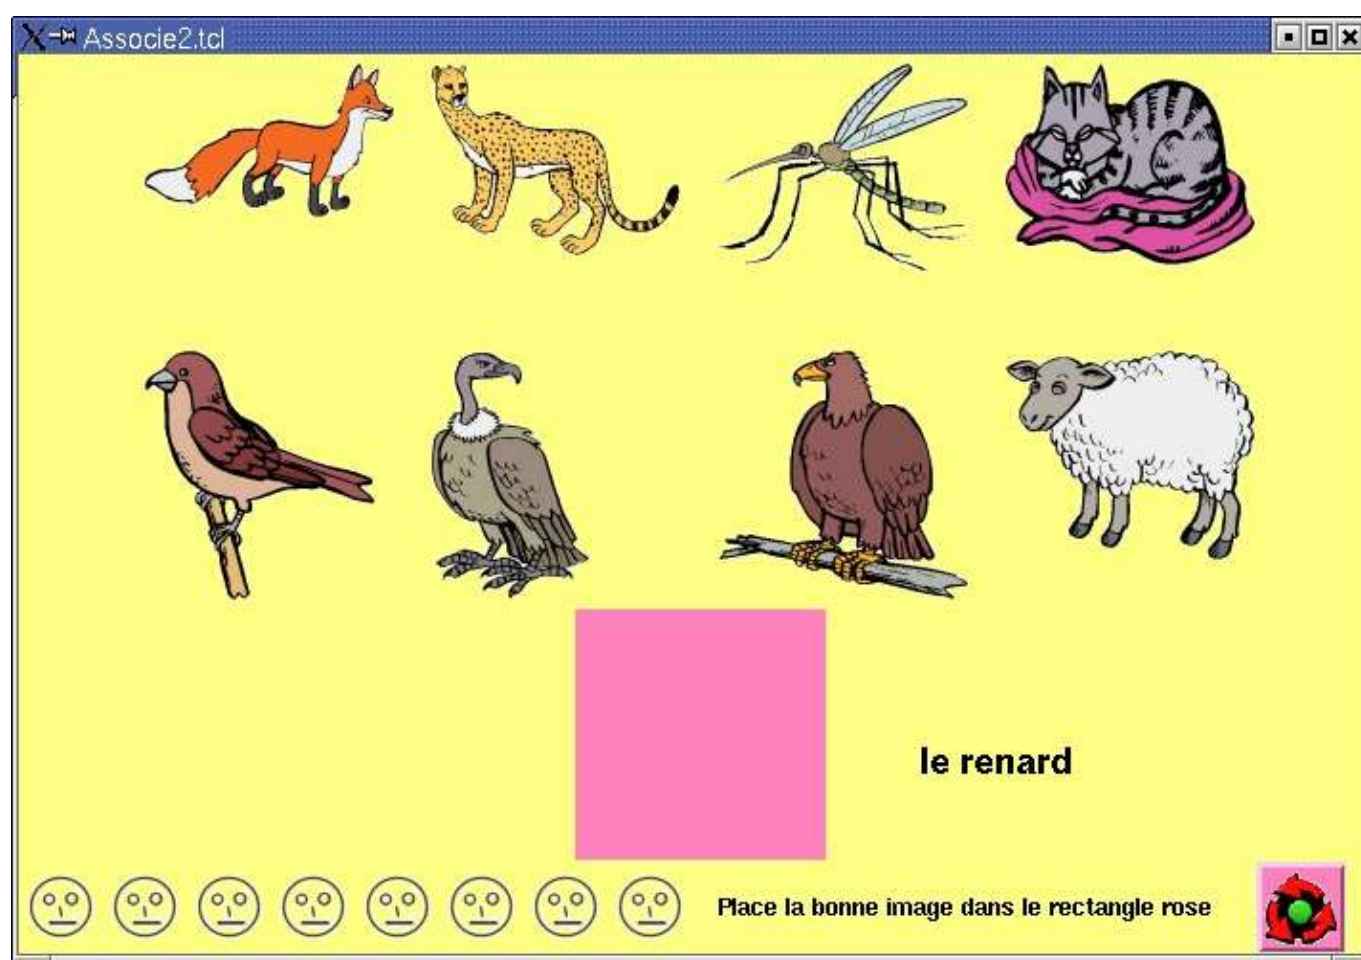 Associe2.tcl
le renard
Place la bonne image dans le rectangle rose